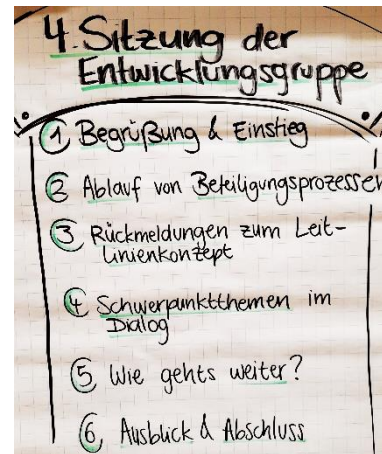 4. Sitzung der
Entwicklungsgruppe
1 Begrüßung & Einstieg
2 Ablauf von Beteiligungsprozessen
3 Rückmeldungen zum Leit-
linienkonzept
4 Schwerpunktthemen im
Dialog
5 Wie gehts weiter?
6 Ausblick & Abschluss